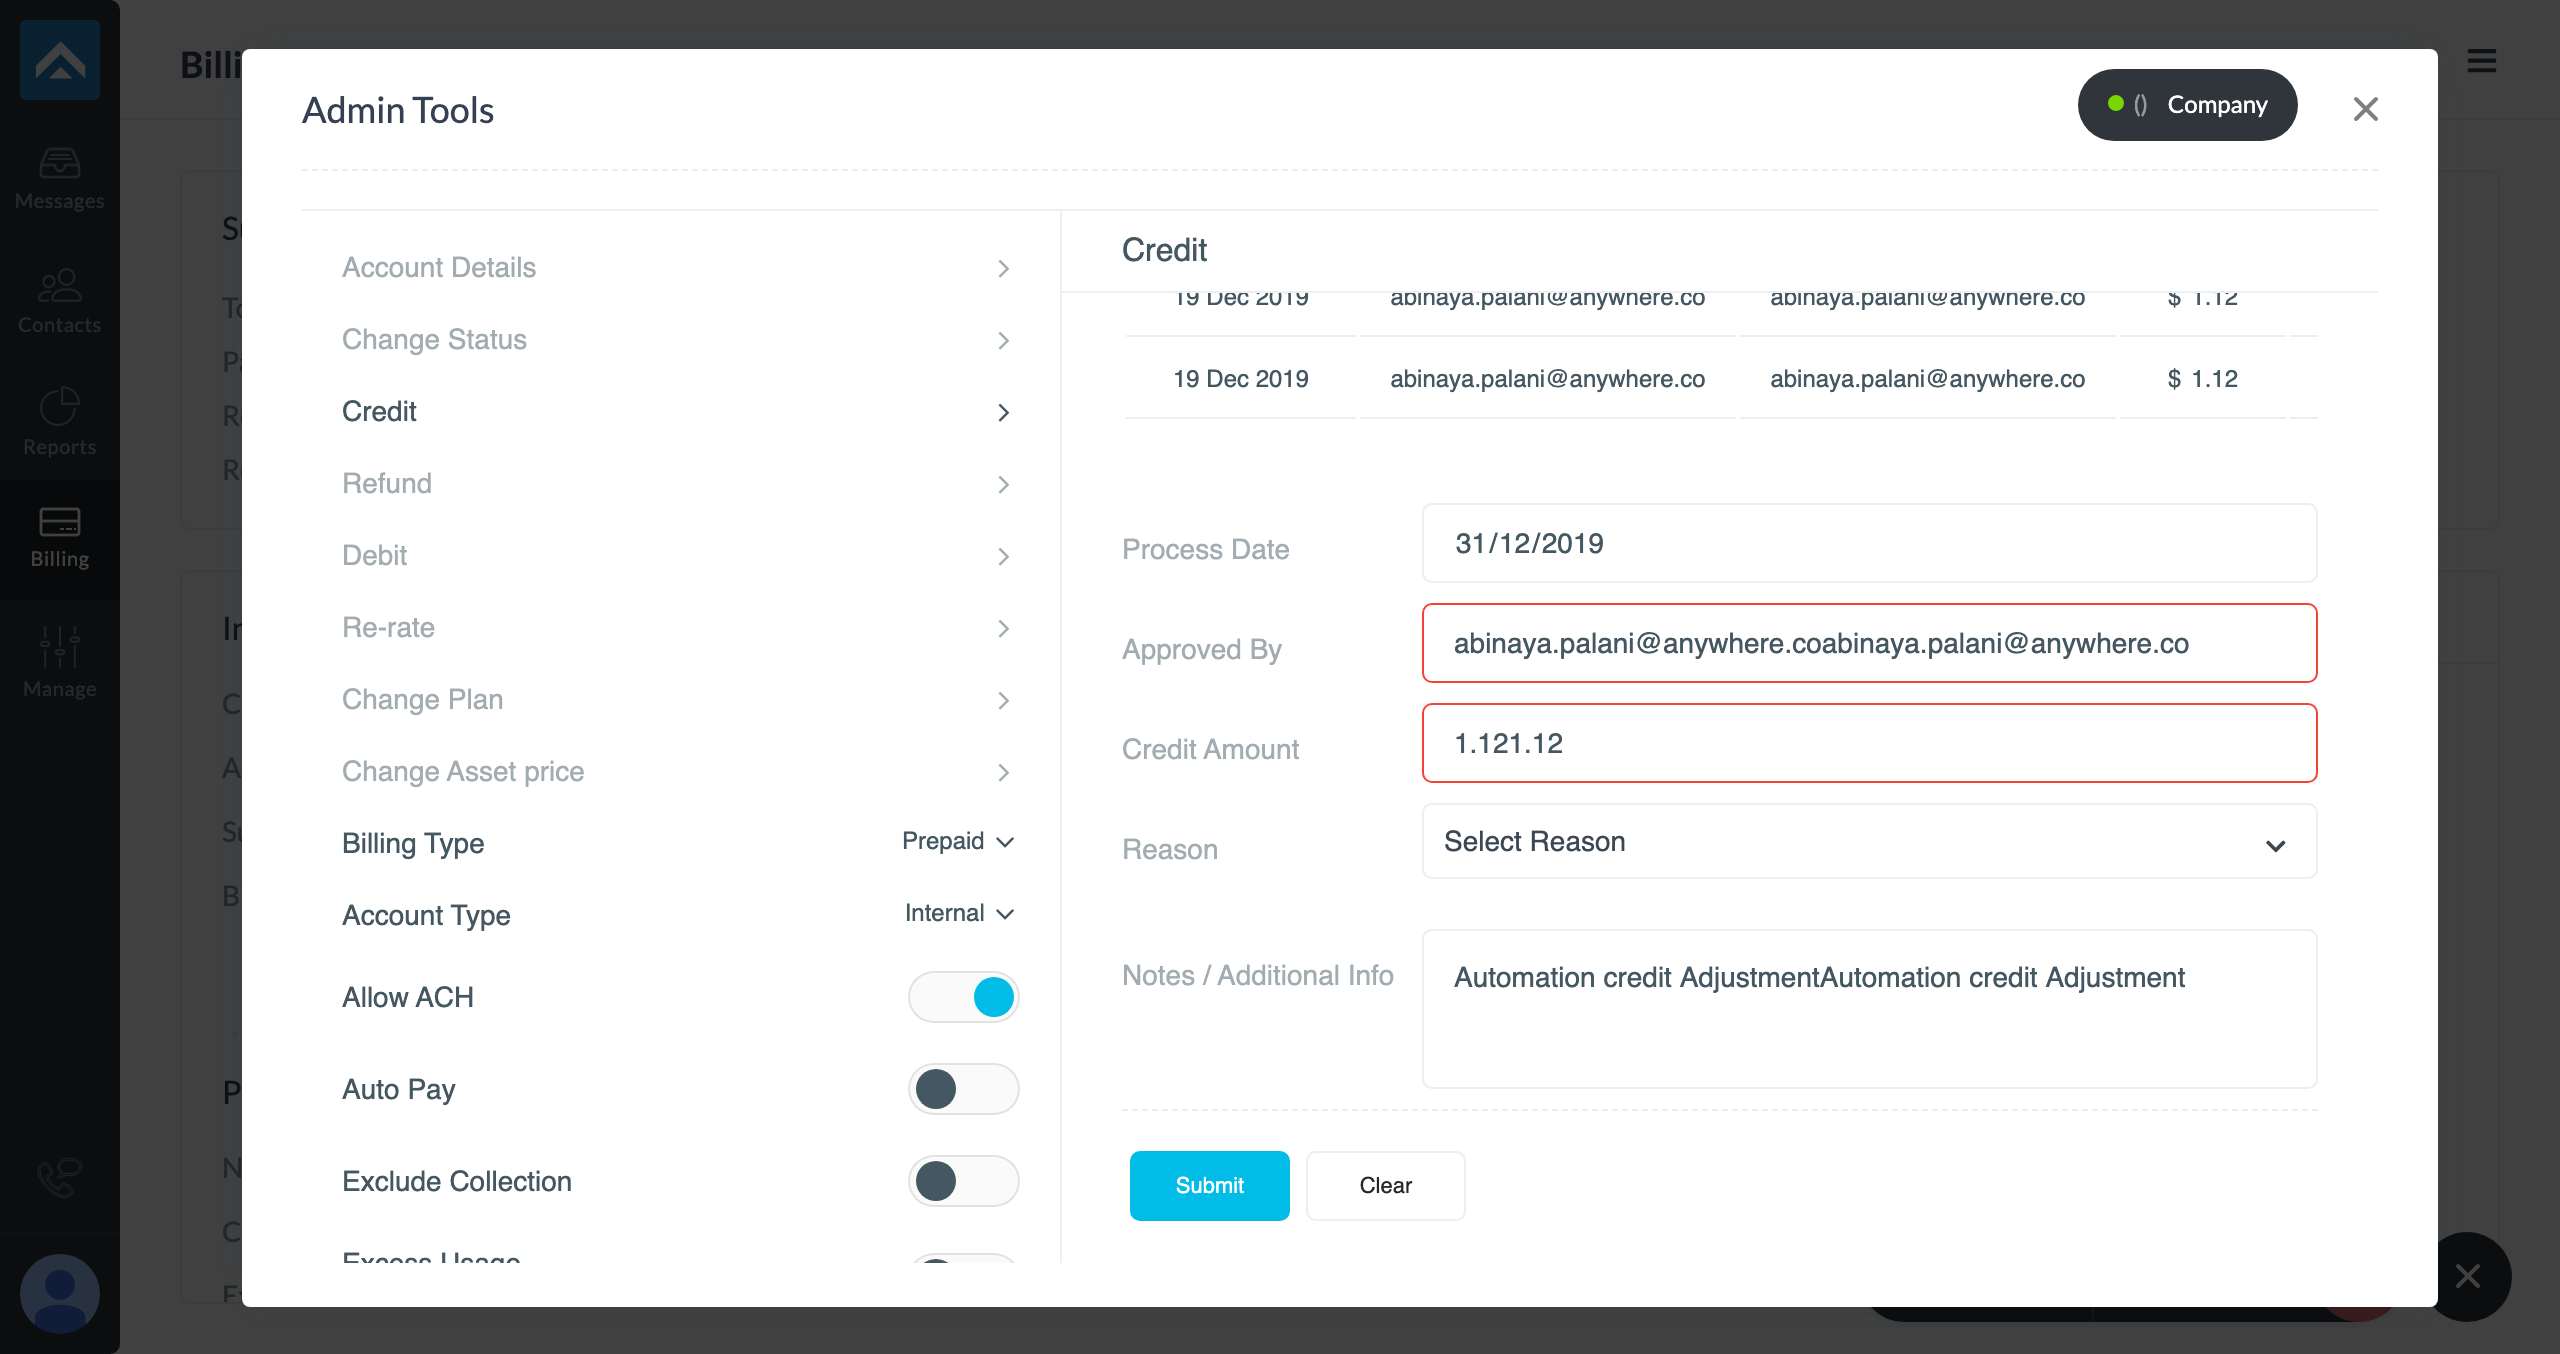 Billi
Admin Tools
() Company
Messages
Contacts
Reports
Billing
Manage
Account Details
Change Status
Credit
Refund
Debit
Re-rate
Change Plan
Change Asset price
Billing Type Prepaid
Account Type Internal
Allow ACH
Auto Pay
Exclude Collection
Excess Usage
Credit
19 Dec 2019 abinaya.palani@anywhere.co abinaya.palani@anywhere.co $ 1.12
19 Dec 2019 abinaya.palani@anywhere.co abinaya.palani@anywhere.co $ 1.12
Process Date 31/12/2019
Approved By abinaya.palani@anywhere.coabinaya.palani@anywhere.co
Credit Amount 1.121.12
Reason Select Reason
Notes / Additional Info Automation credit AdjustmentAutomation credit Adjustment
Submit Clear